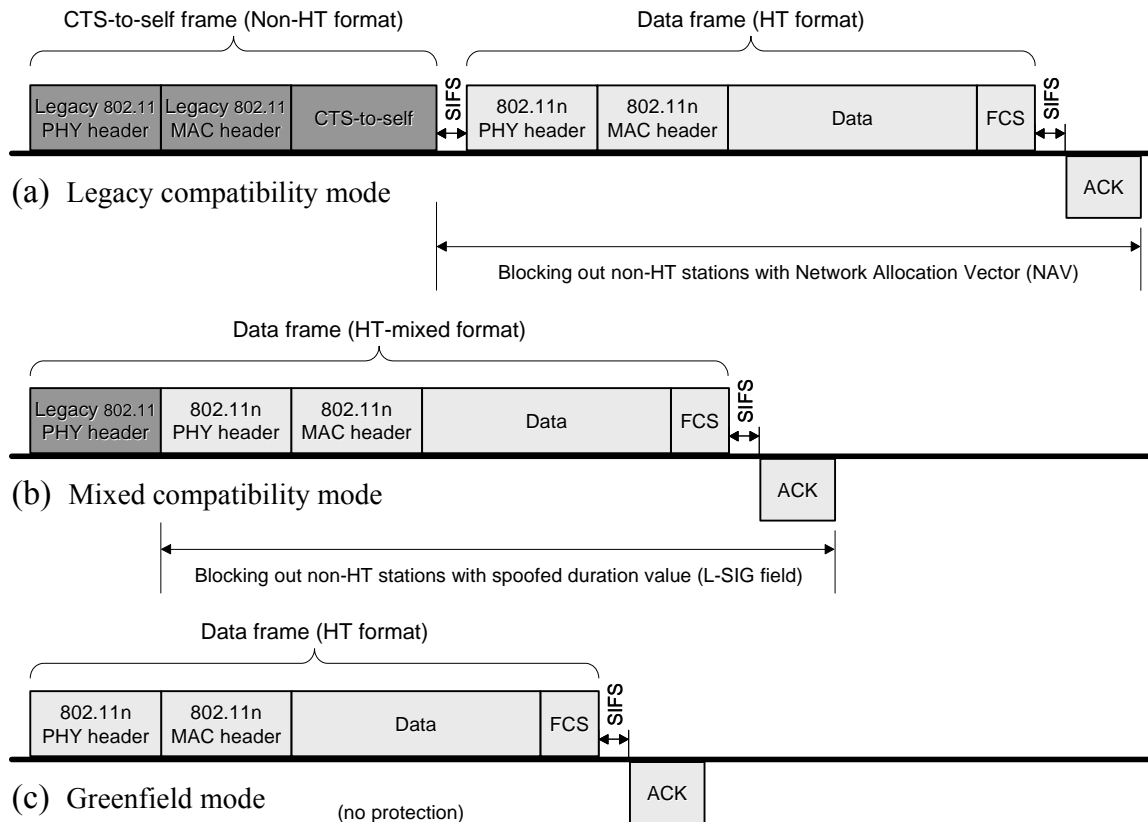 CTS-to-self frame (Non-HT format)
Data frame (HT format)
Legacy 802.11
PHY header
Legacy 802.11
MAC header
CTS-to-self
SIFS
802.11n
PHY header
802.11n
MAC header
Data
FCS
SIFS
ACK
(a) Legacy compatibility mode
Blocking out non-HT stations with Network Allocation Vector (NAV)
Data frame (HT-mixed format)
Legacy 802.11
PHY header
802.11n
PHY header
802.11n
MAC header
Data
FCS
SIFS
ACK
(b) Mixed compatibility mode
Blocking out non-HT stations with spoofed duration value (L-SIG field)
Data frame (HT format)
802.11n
PHY header
802.11n
MAC header
Data
FCS
SIFS
ACK
(c) Greenfield mode
(no protection)